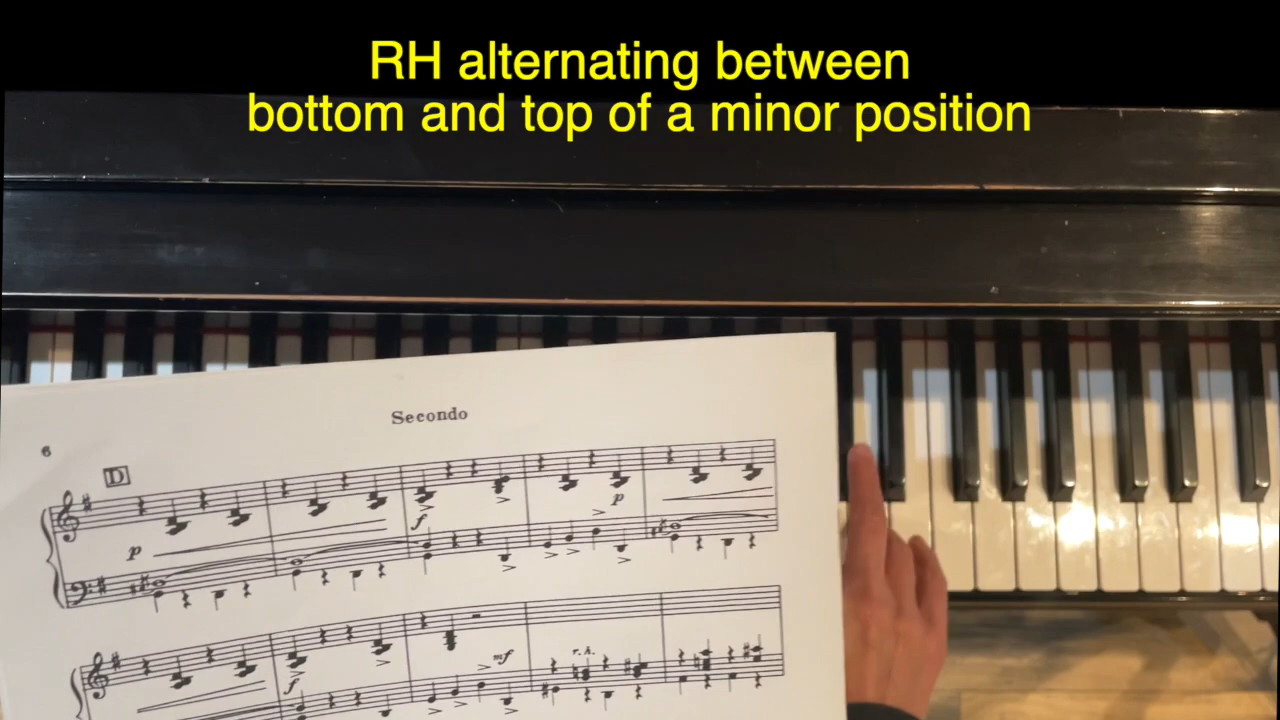 RH alternating between
bottom and top of a minor position
Secondo
6
D
p
f
p
mf
r.h.
f